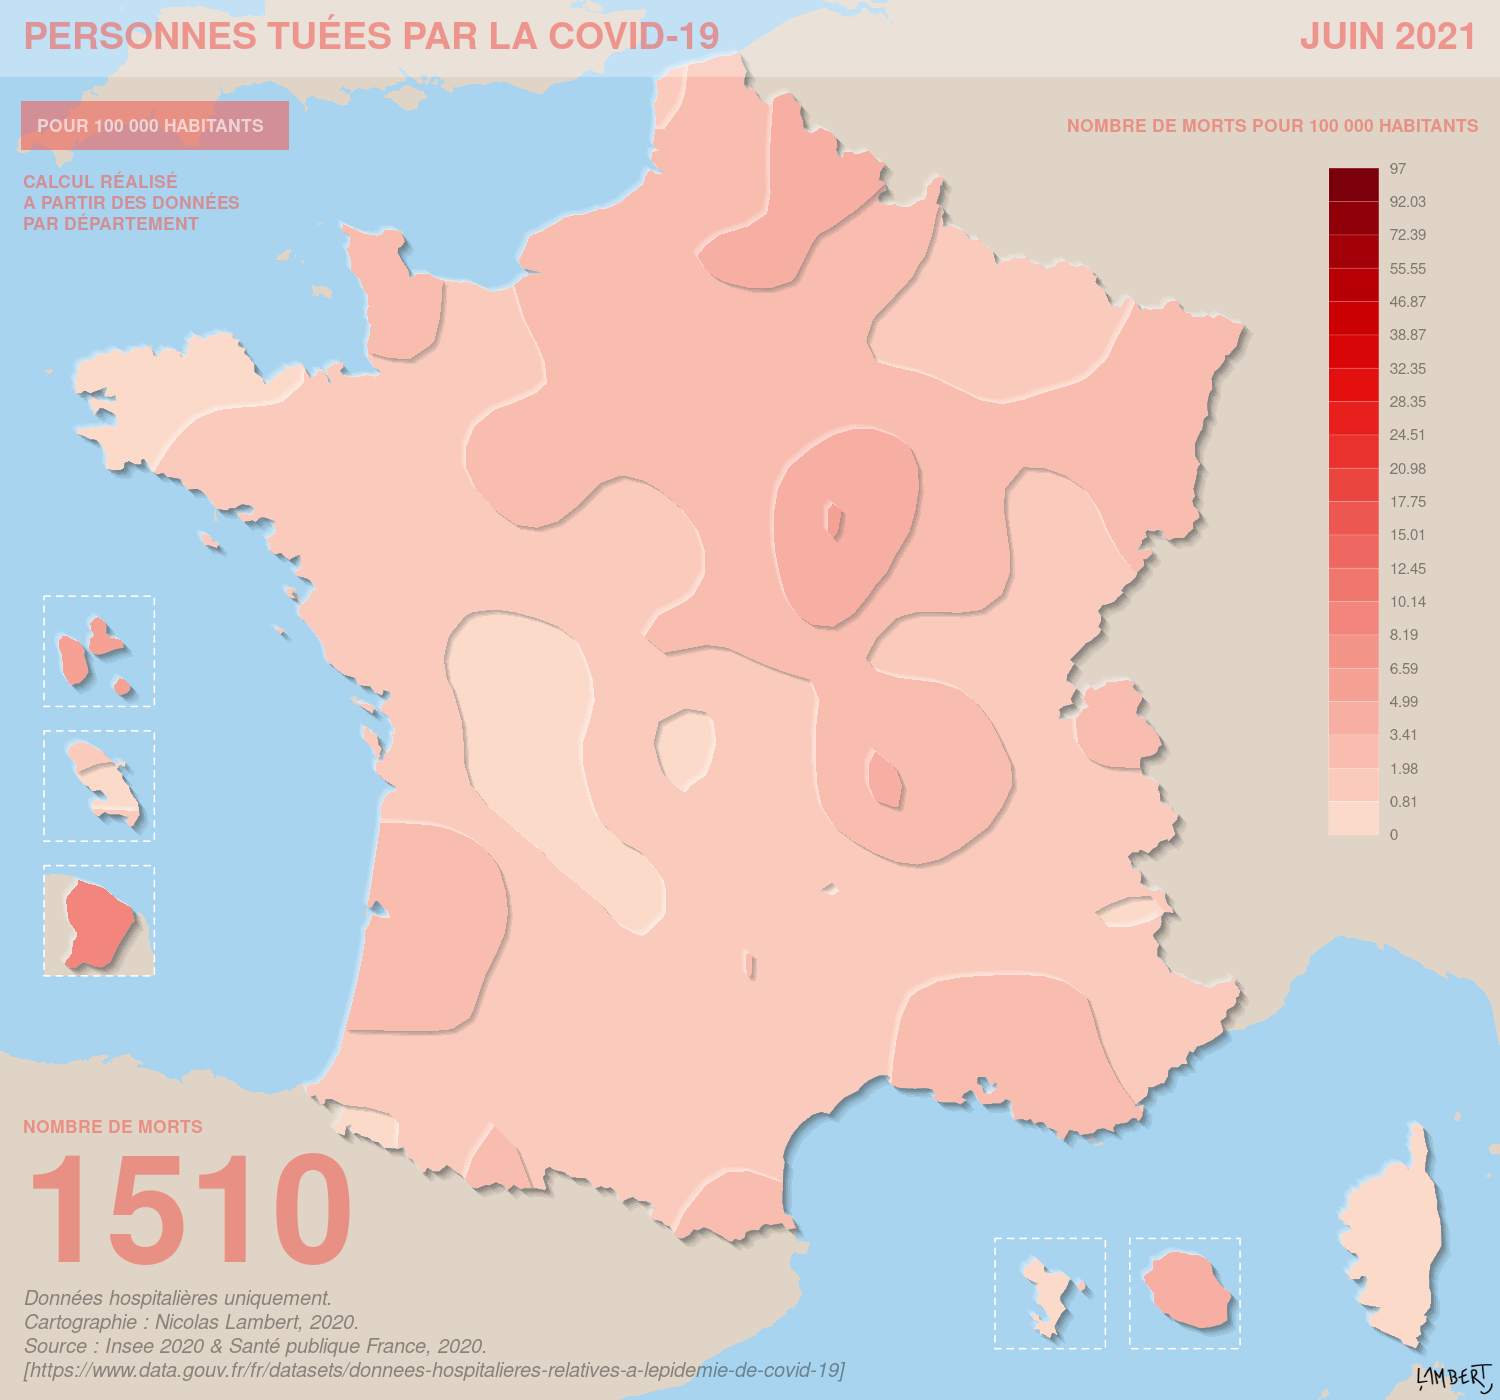 PERSONNES TUÉES PAR LA COVID-19
JUIN 2021
POUR 100 000 HABITANTS
CALCUL RÉALISÉ
A PARTIR DES DONNÉES
PAR DÉPARTEMENT
NOMBRE DE MORTS POUR 100 000 HABITANTS
97
92.03
72.39
55.55
46.87
38.87
32.35
28.35
24.51
20.98
17.75
15.01
12.45
10.14
8.19
6.59
4.99
3.41
1.98
0.81
0
NOMBRE DE MORTS
1510
Données hospitalières uniquement.
Cartographie : Nicolas Lambert, 2020.
Source : Insee 2020 & Santé publique France, 2020.
[https://www.data.gouv.fr/fr/datasets/donnees-hospitalieres-relatives-a-lepidemie-de-covid-19]
LAMBERT